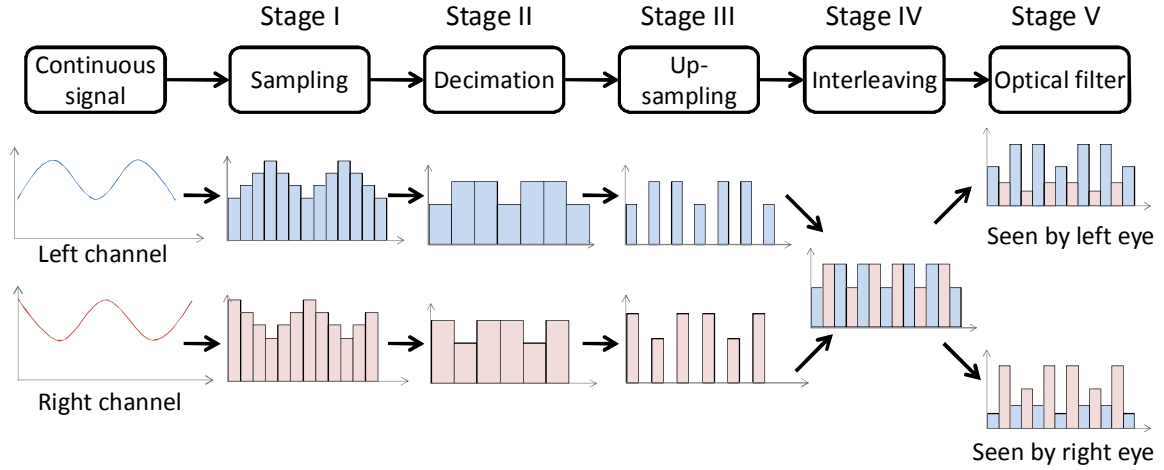 Stage I
Stage II
Stage III
Stage IV
Stage V
Continuous
signal
Sampling
Decimation
Up-
sampling
Interleaving
Optical filter
Left channel
Seen by left eye
Right channel
Seen by right eye